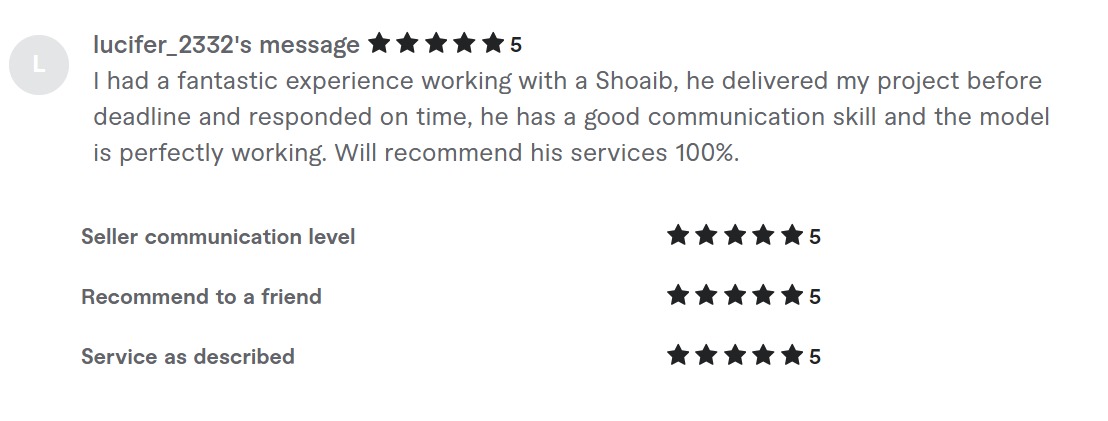 L
lucifer_2332's message ★★★★★ 5
I had a fantastic experience working with a Shoaib, he delivered my project before
deadline and responded on time, he has a good communication skill and the model
is perfectly working. Will recommend his services 100%.
Seller communication level ★★★★★ 5
Recommend to a friend ★★★★★ 5
Service as described ★★★★★ 5